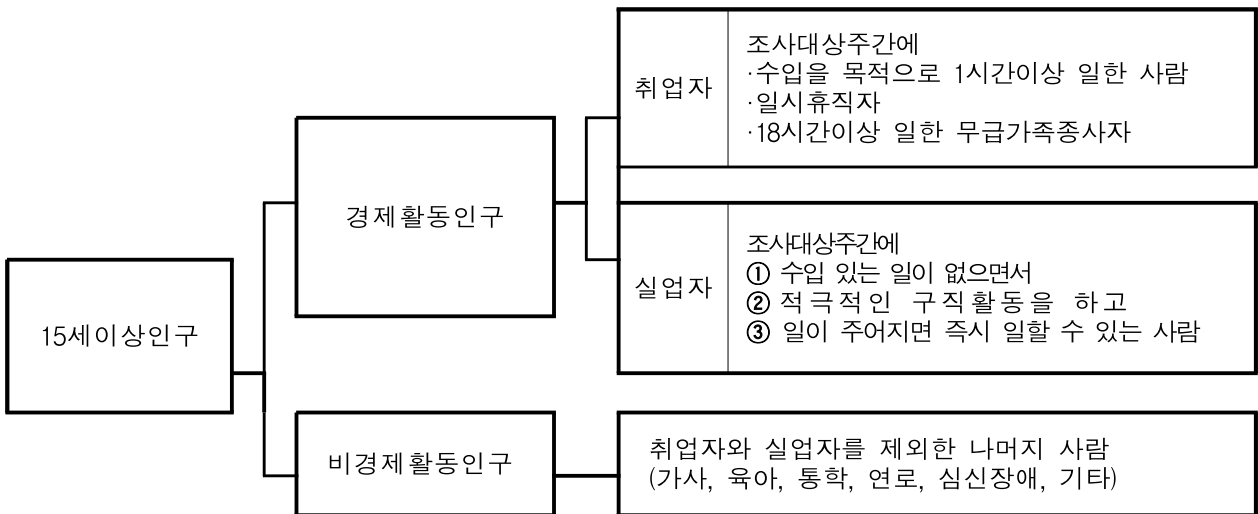 15세이상인구
경제활동인구
취업자
조사대상주간에
·수입을 목적으로 1시간이상 일한 사람
·일시휴직자
·18시간이상 일한 무급가족종사자
실업자
조사대상주간에
① 수입 있는 일이 없으면서
② 적극적인 구직활동을 하고
③ 일이 주어지면 즉시 일할 수 있는 사람
비경제활동인구
취업자와 실업자를 제외한 나머지 사람
(가사, 육아, 통학, 연로, 심신장애, 기타)